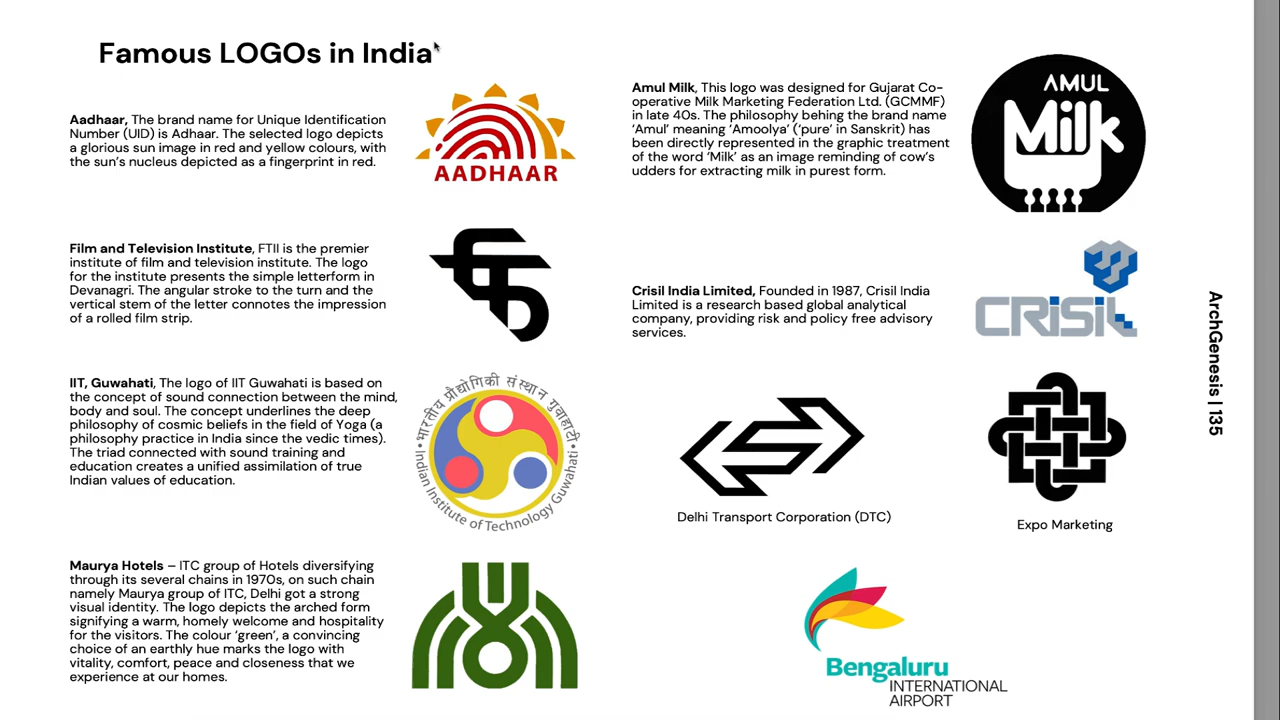 Famous LOGOs in India
Aadhaar, The brand name for Unique Identification
Number (UID) is Adhaar. The selected logo depicts
a glorious sun image in red and yellow colours, with
the sun's nucleus depicted as a fingerprint in red.
AADHAAR
Film and Television Institute, FTII is the premier
institute of film and television institute. The logo
for the institute presents the simple letterform in
Devanagri. The angular stroke to the turn and the
vertical stem of the letter connotes the impression
of a rolled film strip.
IIT, Guwahati, The logo of IIT Guwahati is based on
the concept of sound connection between the mind,
body and soul. The concept underlines the deep
philosophy of cosmic beliefs in the field of Yoga (a
philosophy practice in India since the vedic times).
The triad connected with sound training and
education creates a unified assimilation of true
Indian values of education.
भारतीय प्रौद्योगिकी संस्थान गुवाहाटी
Indian Institute of Technology Guwahati
Maurya Hotels – ITC group of Hotels diversifying
through its several chains in 1970s, on such chain
namely Maurya group of ITC, Delhi got a strong
visual identity. The logo depicts the arched form
signifying a warm, homely welcome and hospitality
for the visitors. The colour 'green', a convincing
choice of an earthly hue marks the logo with
vitality, comfort, peace and closeness that we
experience at our homes.
Amul Milk, This logo was designed for Gujarat Co-
operative Milk Marketing Federation Ltd. (GCMMF)
in late 40s. The philosophy behing the brand name
'Amul' meaning 'Amoolya' ('pure' in Sanskrit) has
been directly represented in the graphic treatment
of the word 'Milk' as an image reminding of cow's
udders for extracting milk in purest form.
AMUL
Milk
Crisil India Limited, Founded in 1987, Crisil India
Limited is a research based global analytical
company, providing risk and policy free advisory
services.
CRISIL
Delhi Transport Corporation (DTC)
Expo Marketing
Bengaluru
INTERNATIONAL
AIRPORT
ArchGenesis | 135